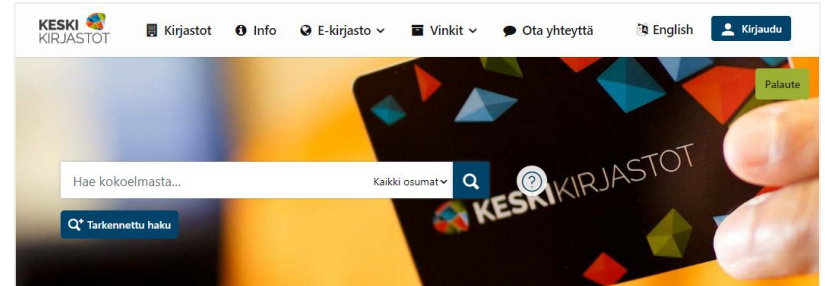 KESKI
KIRJASTOT
Kirjastot Info E-kirjasto Vinkit Ota yhteyttä English Kirjaudu
Palaute
Hae kokoelmasta... Kaikki osumat ?
KESKIKIRJASTOT
Tarkennettu haku